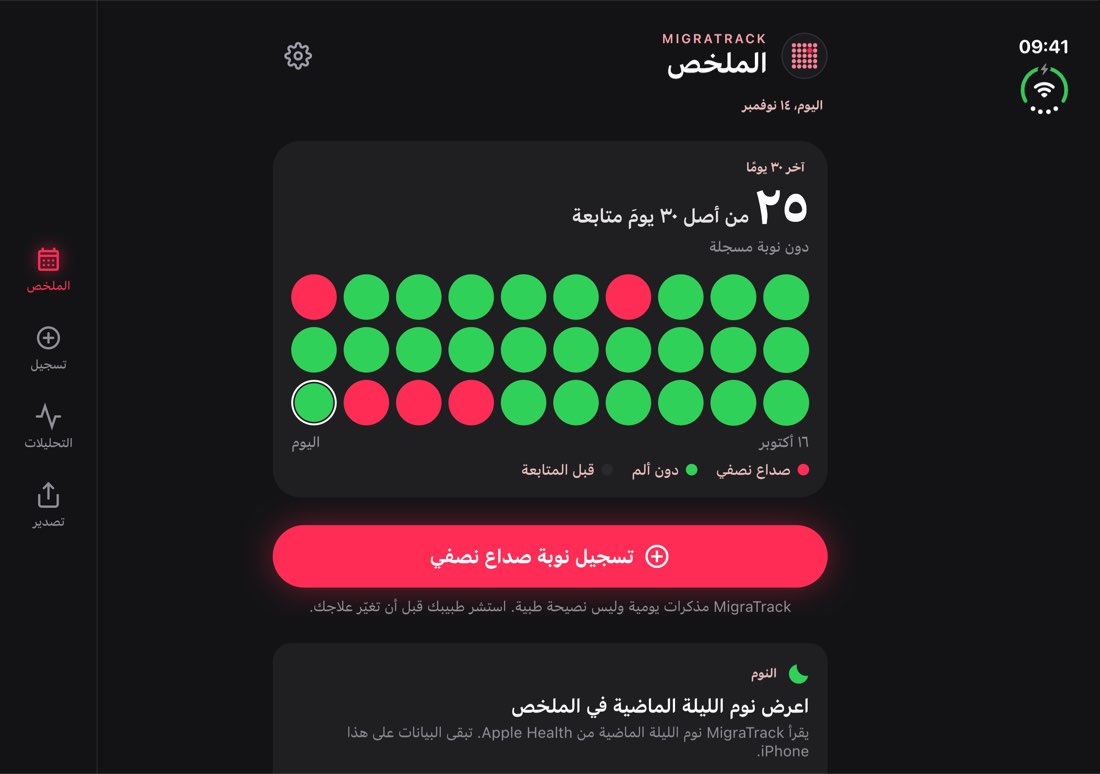 09:41
MIGRATRACK
الملخص
اليوم، ١٤ نوفمبر
آخر ٣٠ يومًا
٢٥ من أصل ٣٠ يومَ متابعة
دون نوبة مسجلة
١٦ أكتوبر
اليوم
صداع نصفي
دون ألم
قبل المتابعة
تسجيل نوبة صداع نصفي
MigraTrack مذكرات يومية وليس نصيحة طبية. استشر طبيبك قبل أن تغيّر علاجك.
النوم
اعرض نوم الليلة الماضية في الملخص
يقرأ MigraTrack نوم الليلة الماضية من Apple Health. تبقى البيانات على هذا
iPhone.
الملخص
تسجيل
التحليلات
تصدير